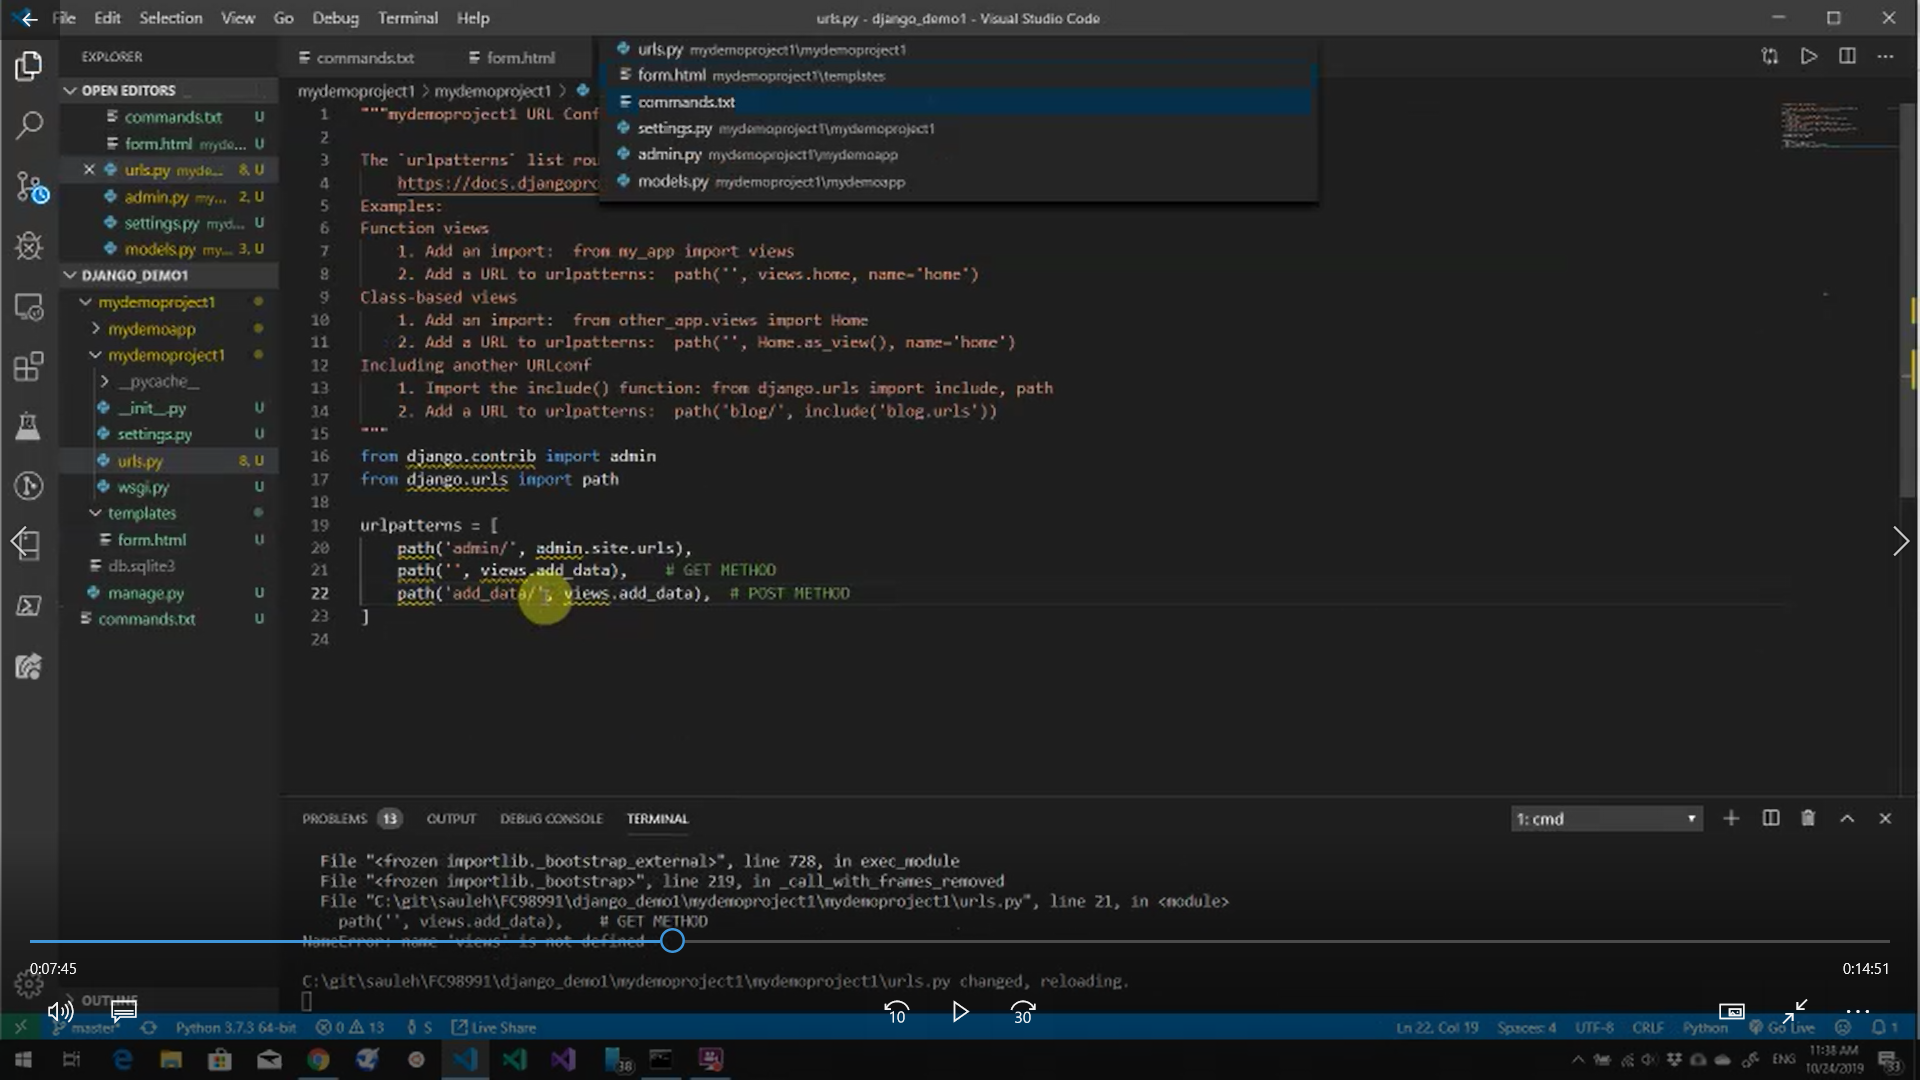 File Edit Selection View Go Debug Terminal Help
urls.py - django_demo1 - Visual Studio Code
EXPLORER
OPEN EDITORS
commands.txt U
form.html myde... U
urls.py myde... 8, U
admin.py my... 2, U
settings.py myd... U
models.py my... 3, U
DJANGO_DEMO1
mydemoproject1
mydemoapp
mydemoproject1
__pycache__
__init__.py U
settings.py U
urls.py 8, U
wsgi.py U
templates
form.html U
db.sqlite3
manage.py U
commands.txt U
OUTLINE
commands.txt
form.html
urls.py mydemoproject1\mydemoproject1
form.html mydemoproject1\templates
commands.txt
settings.py mydemoproject1\mydemoproject1
admin.py mydemoproject1\mydemoapp
models.py mydemoproject1\mydemoapp
mydemoproject1 > mydemoproject1 >
1 """mydemoproject1 URL Conf
2
3 The `urlpatterns` list rou
4 https://docs.djangopro
5 Examples:
6 Function views
7 1. Add an import:  from my_app import views
8 2. Add a URL to urlpatterns:  path('', views.home, name='home')
9 Class-based views
10 1. Add an import:  from other_app.views import Home
11 2. Add a URL to urlpatterns:  path('', Home.as_view(), name='home')
12 Including another URLconf
13 1. Import the include() function: from django.urls import include, path
14 2. Add a URL to urlpatterns:  path('blog/', include('blog.urls'))
15 """
16 from django.contrib import admin
17 from django.urls import path
18
19 urlpatterns = [
20 path('admin/', admin.site.urls),
21 path('', views.add_data),    # GET METHOD
22 path('add_data/', views.add_data),  # POST METHOD
23 ]
24
PROBLEMS 13 OUTPUT DEBUG CONSOLE TERMINAL
1: cmd
File "<frozen importlib._bootstrap_external>", line 728, in exec_module
File "<frozen importlib._bootstrap>", line 219, in _call_with_frames_removed
File "C:\git\sauleh\FC98991\django_demo1\mydemoproject1\mydemoproject1\urls.py", line 21, in <module>
path('', views.add_data),    # GET METHOD
NameError: name 'views' is not defined
C:\git\sauleh\FC98991\django_demo1\mydemoproject1\mydemoproject1\urls.py changed, reloading.
0:07:45
0:14:51
10
30
master* Python 3.7.3 64-bit 0 13 S Live Share
Ln 22, Col 19 Spaces: 4 UTF-8 CRLF Python Go Live 1
38
ENG
11:38 AM
10/24/2019
33